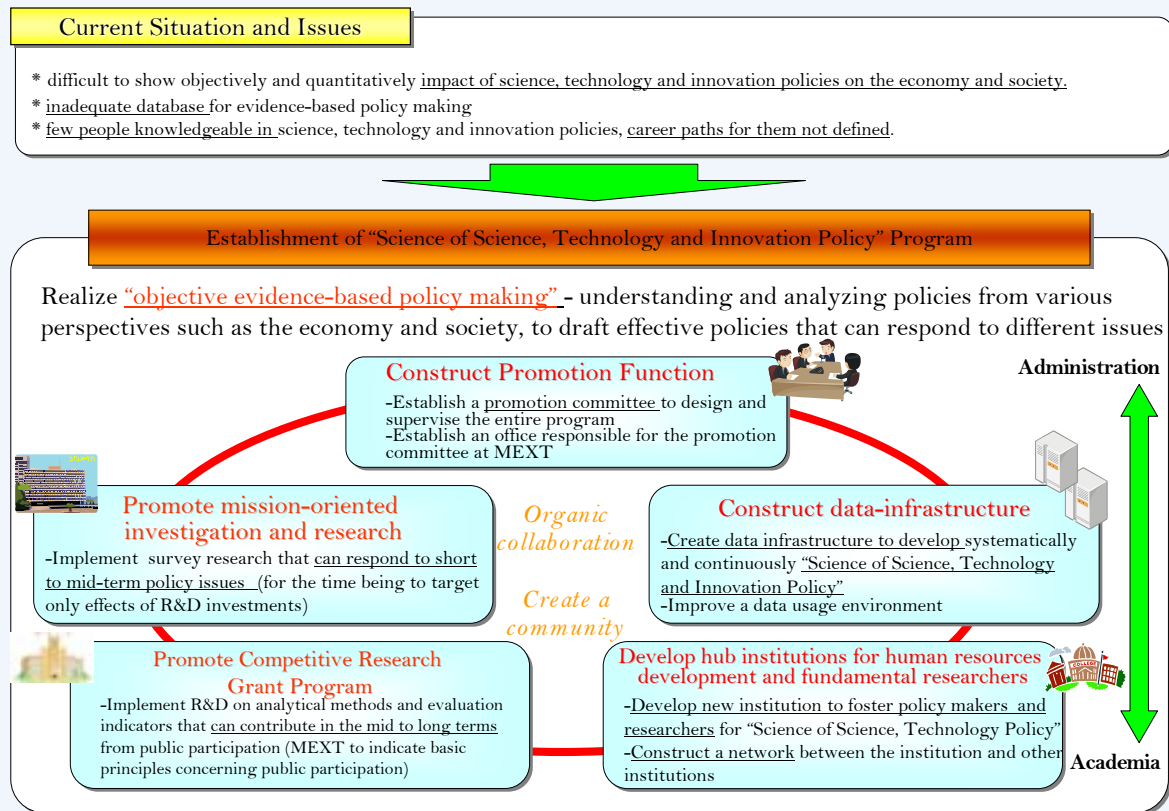 Current Situation and Issues
* difficult to show objectively and quantitatively impact of science, technology and innovation policies on the economy and society.
* inadequate database for evidence-based policy making
* few people knowledgeable in science, technology and innovation policies, career paths for them not defined.
Establishment of “Science of Science, Technology and Innovation Policy” Program
Realize “objective evidence-based policy making” - understanding and analyzing policies from various
perspectives such as the economy and society, to draft effective policies that can respond to different issues
Administration
Construct Promotion Function
-Establish a promotion committee to design and
supervise the entire program
-Establish an office responsible for the promotion
committee at MEXT
Promote mission-oriented
investigation and research
-Implement survey research that can respond to short
to mid-term policy issues (for the time being to target
only effects of R&D investments)
Organic
collaboration
Create a
community
Construct data-infrastructure
-Create data infrastructure to develop systematically
and continuously “Science of Science, Technology
and Innovation Policy”
-Improve a data usage environment
Promote Competitive Research
Grant Program
-Implement R&D on analytical methods and evaluation
indicators that can contribute in the mid to long terms
from public participation (MEXT to indicate basic
principles concerning public participation)
Develop hub institutions for human resources
development and fundamental researchers
-Develop new institution to foster policy makers and
researchers for “Science of Science, Technology Policy”
-Construct a network between the institution and other
institutions
COLLEGE
Academia